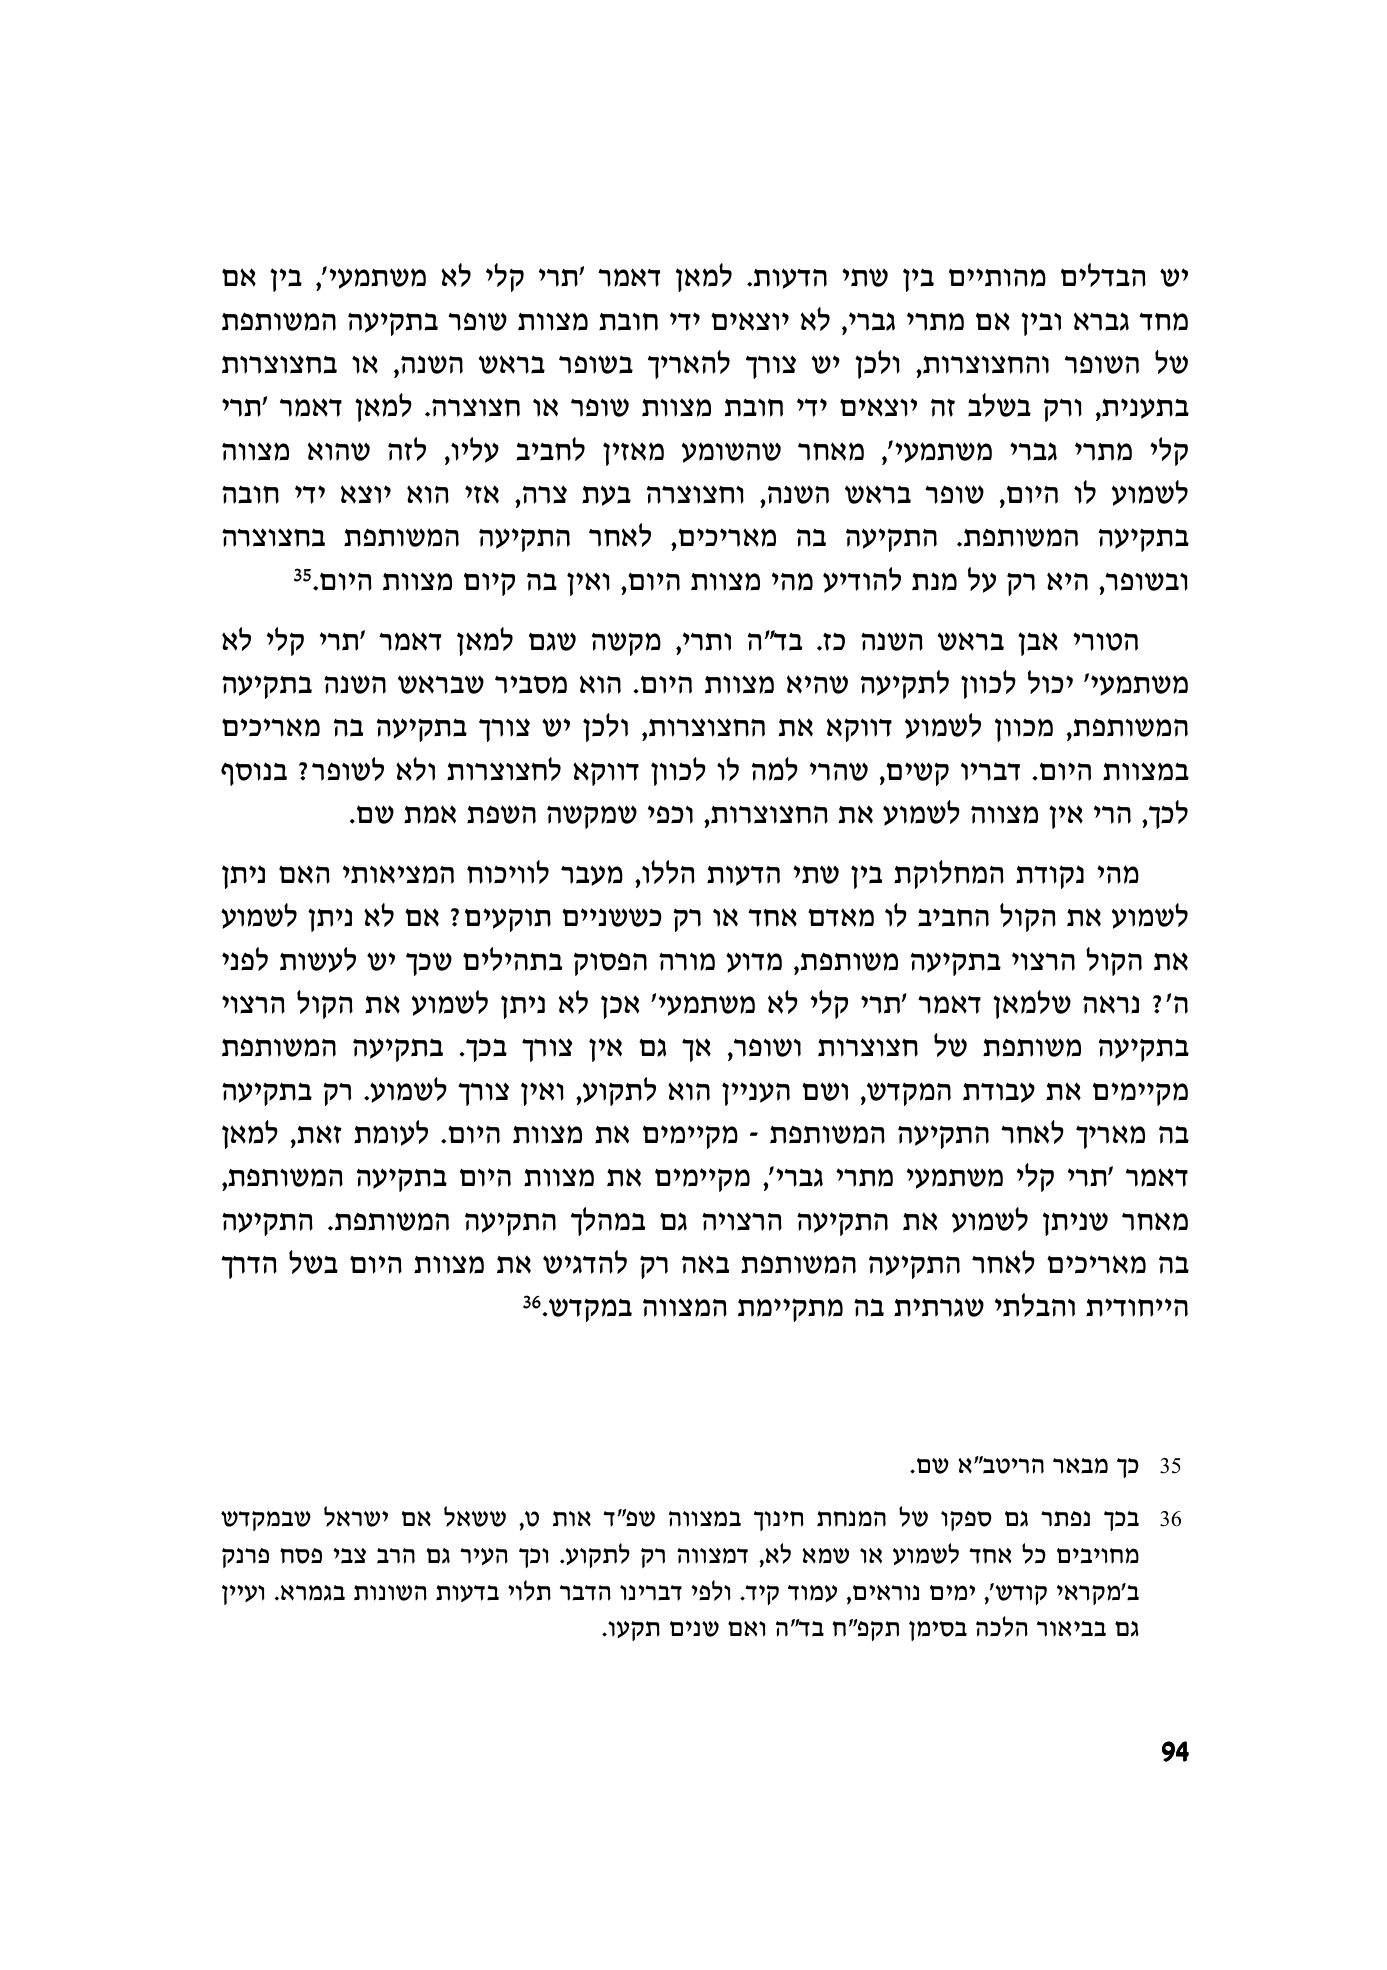 יש הבדלים מהותיים בין שתי הדעות. למאן דאמר 'תרי קלי לא משתמעי', בין אם
מחד גברא ובין אם מתרי גברי, לא יוצאים ידי חובת מצוות שופר בתקיעה המשותפת
של השופר והחצוצרות, ולכן יש צורך להאריך בשופר בראש השנה, או בחצוצרות
בתענית, ורק בשלב זה יוצאים ידי חובת מצוות שופר או חצוצרה. למאן דאמר 'תרי
קלי מתרי גברי משתמעי', מאחר שהשומע מאזין לחביב עליו, לזה שהוא מצווה
לשמוע לו היום, שופר בראש השנה, וחצוצרה בעת צרה, אזי הוא יוצא ידי חובה
בתקיעה המשותפת. התקיעה בה מאריכים, לאחר התקיעה המשותפת בחצוצרה
ובשופר, היא רק על מנת להודיע מהי מצוות היום, ואין בה קיום מצוות היום.35
הטורי אבן בראש השנה כז. בד"ה ותרי, מקשה שגם למאן דאמר 'תרי קלי לא
משתמעי' יכול לכוון לתקיעה שהיא מצוות היום. הוא מסביר שבראש השנה בתקיעה
המשותפת, מכוון לשמוע דווקא את החצוצרות, ולכן יש צורך בתקיעה בה מאריכים
במצוות היום. דבריו קשים, שהרי למה לו לכוון דווקא לחצוצרות ולא לשופר? בנוסף
לכך, הרי אין מצווה לשמוע את החצוצרות, וכפי שמקשה השפת אמת שם.
מהי נקודת המחלוקת בין שתי הדעות הללו, מעבר לוויכוח המציאותי האם ניתן
לשמוע את הקול החביב לו מאדם אחד או רק כששניים תוקעים? אם לא ניתן לשמוע
את הקול הרצוי בתקיעה משותפת, מדוע מורה הפסוק בתהילים שכך יש לעשות לפני
ה'? נראה שלמאן דאמר 'תרי קלי לא משתמעי' אכן לא ניתן לשמוע את הקול הרצוי
בתקיעה משותפת של חצוצרות ושופר, אך גם אין צורך בכך. בתקיעה המשותפת
מקיימים את עבודת המקדש, ושם העניין הוא לתקוע, ואין צורך לשמוע. רק בתקיעה
בה מאריך לאחר התקיעה המשותפת - מקיימים את מצוות היום. לעומת זאת, למאן
דאמר 'תרי קלי משתמעי מתרי גברי', מקיימים את מצוות היום בתקיעה המשותפת,
מאחר שניתן לשמוע את התקיעה הרצויה גם במהלך התקיעה המשותפת. התקיעה
בה מאריכים לאחר התקיעה המשותפת באה רק להדגיש את מצוות היום בשל הדרך
הייחודית והבלתי שגרתית בה מתקיימת המצווה במקדש.36
35 כך מבאר הריטב"א שם.
36 בכך נפתר גם ספקו של המנחת חינוך במצווה שפ"ד אות ט, ששאל אם ישראל שבמקדש
מחויבים כל אחד לשמוע או שמא לא, דמצווה רק לתקוע. וכך העיר גם הרב צבי פסח פרנק
ב'מקראי קודש', ימים נוראים, עמוד קיד. ולפי דברינו הדבר תלוי בדעות השונות בגמרא. ועיין
גם בביאור הלכה בסימן תקפ"ח בד"ה ואם שנים תקעו.
94